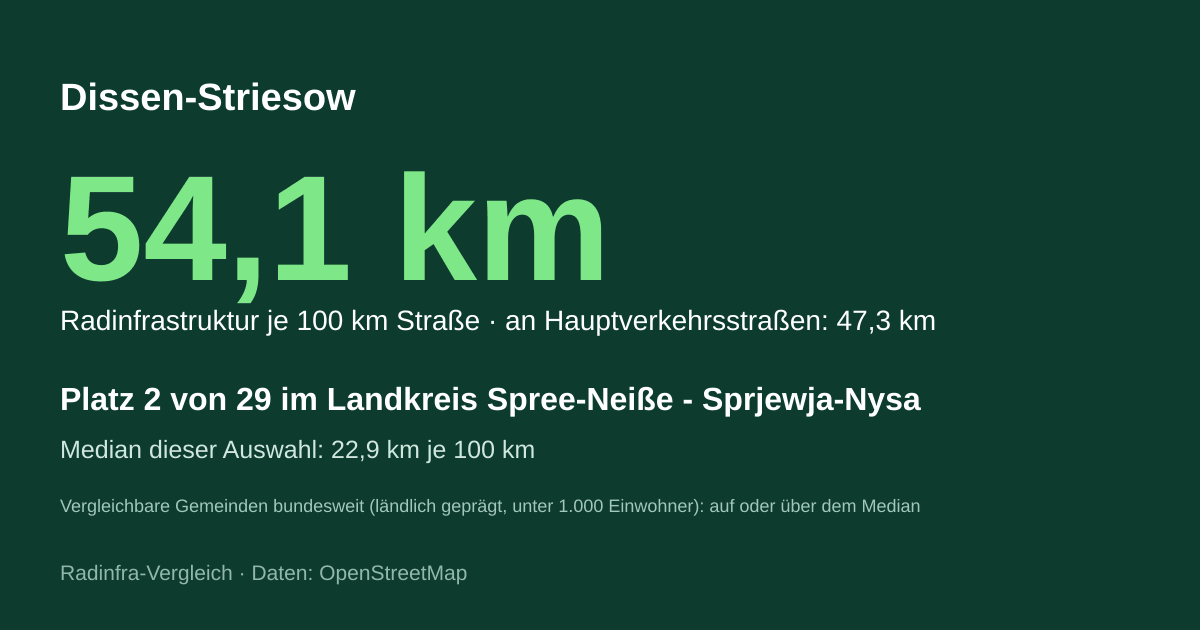 Dissen-Striesow
54,1 km
Radinfrastruktur je 100 km Straße · an Hauptverkehrsstraßen: 47,3 km
Platz 2 von 29 im Landkreis Spree-Neiße - Sprjewja-Nysa
Median dieser Auswahl: 22,9 km je 100 km
Vergleichbare Gemeinden bundesweit (ländlich geprägt, unter 1.000 Einwohner): auf oder über dem Median
Radinfra-Vergleich · Daten: OpenStreetMap